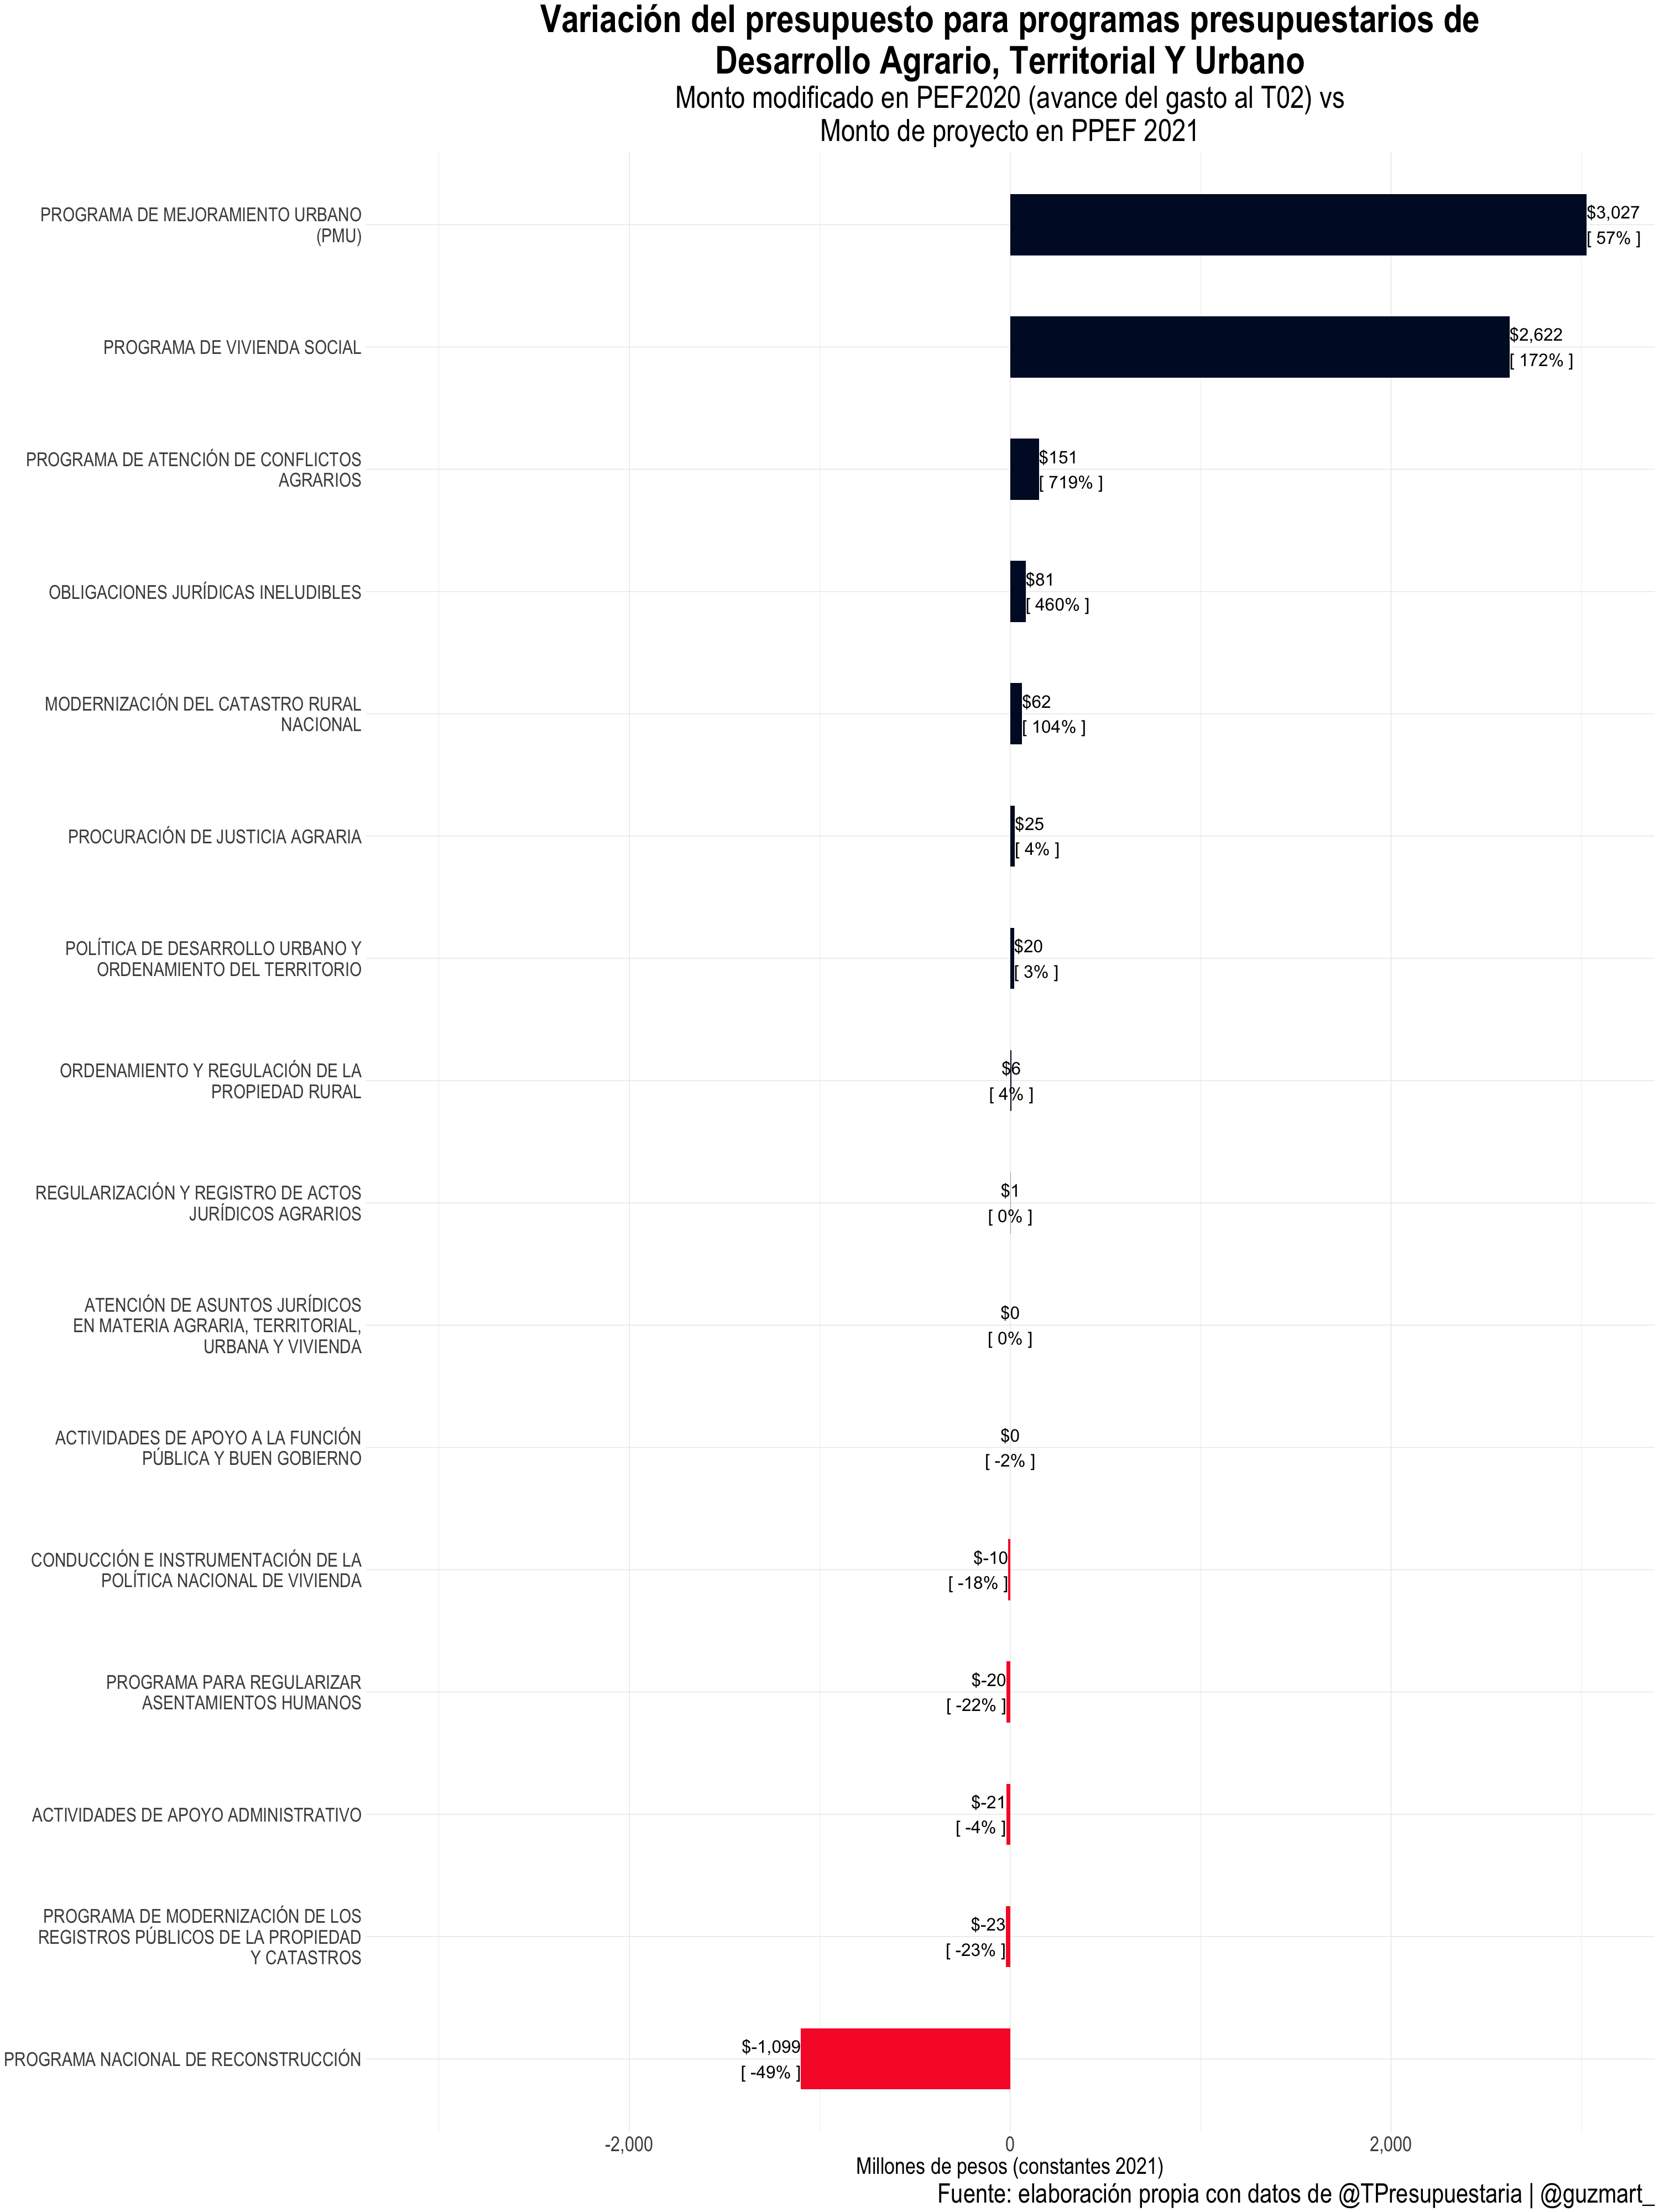 Variación del presupuesto para programas presupuestarios de
Desarrollo Agrario, Territorial Y Urbano
Monto modificado en PEF2020 (avance del gasto al T02) vs
Monto de proyecto en PPEF 2021
PROGRAMA DE MEJORAMIENTO URBANO
(PMU)
$3,027
[ 57% ]
PROGRAMA DE VIVIENDA SOCIAL
$2,622
[ 172% ]
PROGRAMA DE ATENCIÓN DE CONFLICTOS
AGRARIOS
$151
[ 719% ]
OBLIGACIONES JURÍDICAS INELUDIBLES
$81
[ 460% ]
MODERNIZACIÓN DEL CATASTRO RURAL
NACIONAL
$62
[ 104% ]
PROCURACIÓN DE JUSTICIA AGRARIA
$25
[ 4% ]
POLÍTICA DE DESARROLLO URBANO Y
ORDENAMIENTO DEL TERRITORIO
$20
[ 3% ]
ORDENAMIENTO Y REGULACIÓN DE LA
PROPIEDAD RURAL
$6
[ 4% ]
REGULARIZACIÓN Y REGISTRO DE ACTOS
JURÍDICOS AGRARIOS
$1
[ 0% ]
ATENCIÓN DE ASUNTOS JURÍDICOS
EN MATERIA AGRARIA, TERRITORIAL,
URBANA Y VIVIENDA
$0
[ 0% ]
ACTIVIDADES DE APOYO A LA FUNCIÓN
PÚBLICA Y BUEN GOBIERNO
$0
[ -2% ]
CONDUCCIÓN E INSTRUMENTACIÓN DE LA
POLÍTICA NACIONAL DE VIVIENDA
$-10
[ -18% ]
PROGRAMA PARA REGULARIZAR
ASENTAMIENTOS HUMANOS
$-20
[ -22% ]
ACTIVIDADES DE APOYO ADMINISTRATIVO
$-21
[ -4% ]
PROGRAMA DE MODERNIZACIÓN DE LOS
REGISTROS PÚBLICOS DE LA PROPIEDAD
Y CATASTROS
$-23
[ -23% ]
PROGRAMA NACIONAL DE RECONSTRUCCIÓN
$-1,099
[ -49% ]
-2,000
0
2,000
Millones de pesos (constantes 2021)
Fuente: elaboración propia con datos de @TPresupuestaria | @guzmart_